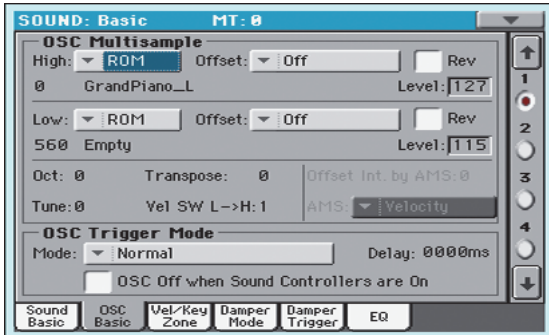 SOUND: Basic MT: 0
OSC Multisample
High: ROM Offset: Off Rev
0 GrandPiano_L Level: 127
1
Low: ROM Offset: Off Rev
2
560 Empty Level: 115
Oct: 0 Transpose: 0 Offset Int. by AMS: 0
3
Tune: 0 Vel SW L->H: 1 AMS: Velocity
OSC Trigger Mode
4
Mode: Normal Delay: 0000ms
OSC Off when Sound Controllers are On
Sound Basic OSC Basic Vel/Key Zone Damper Mode Damper Trigger EQ